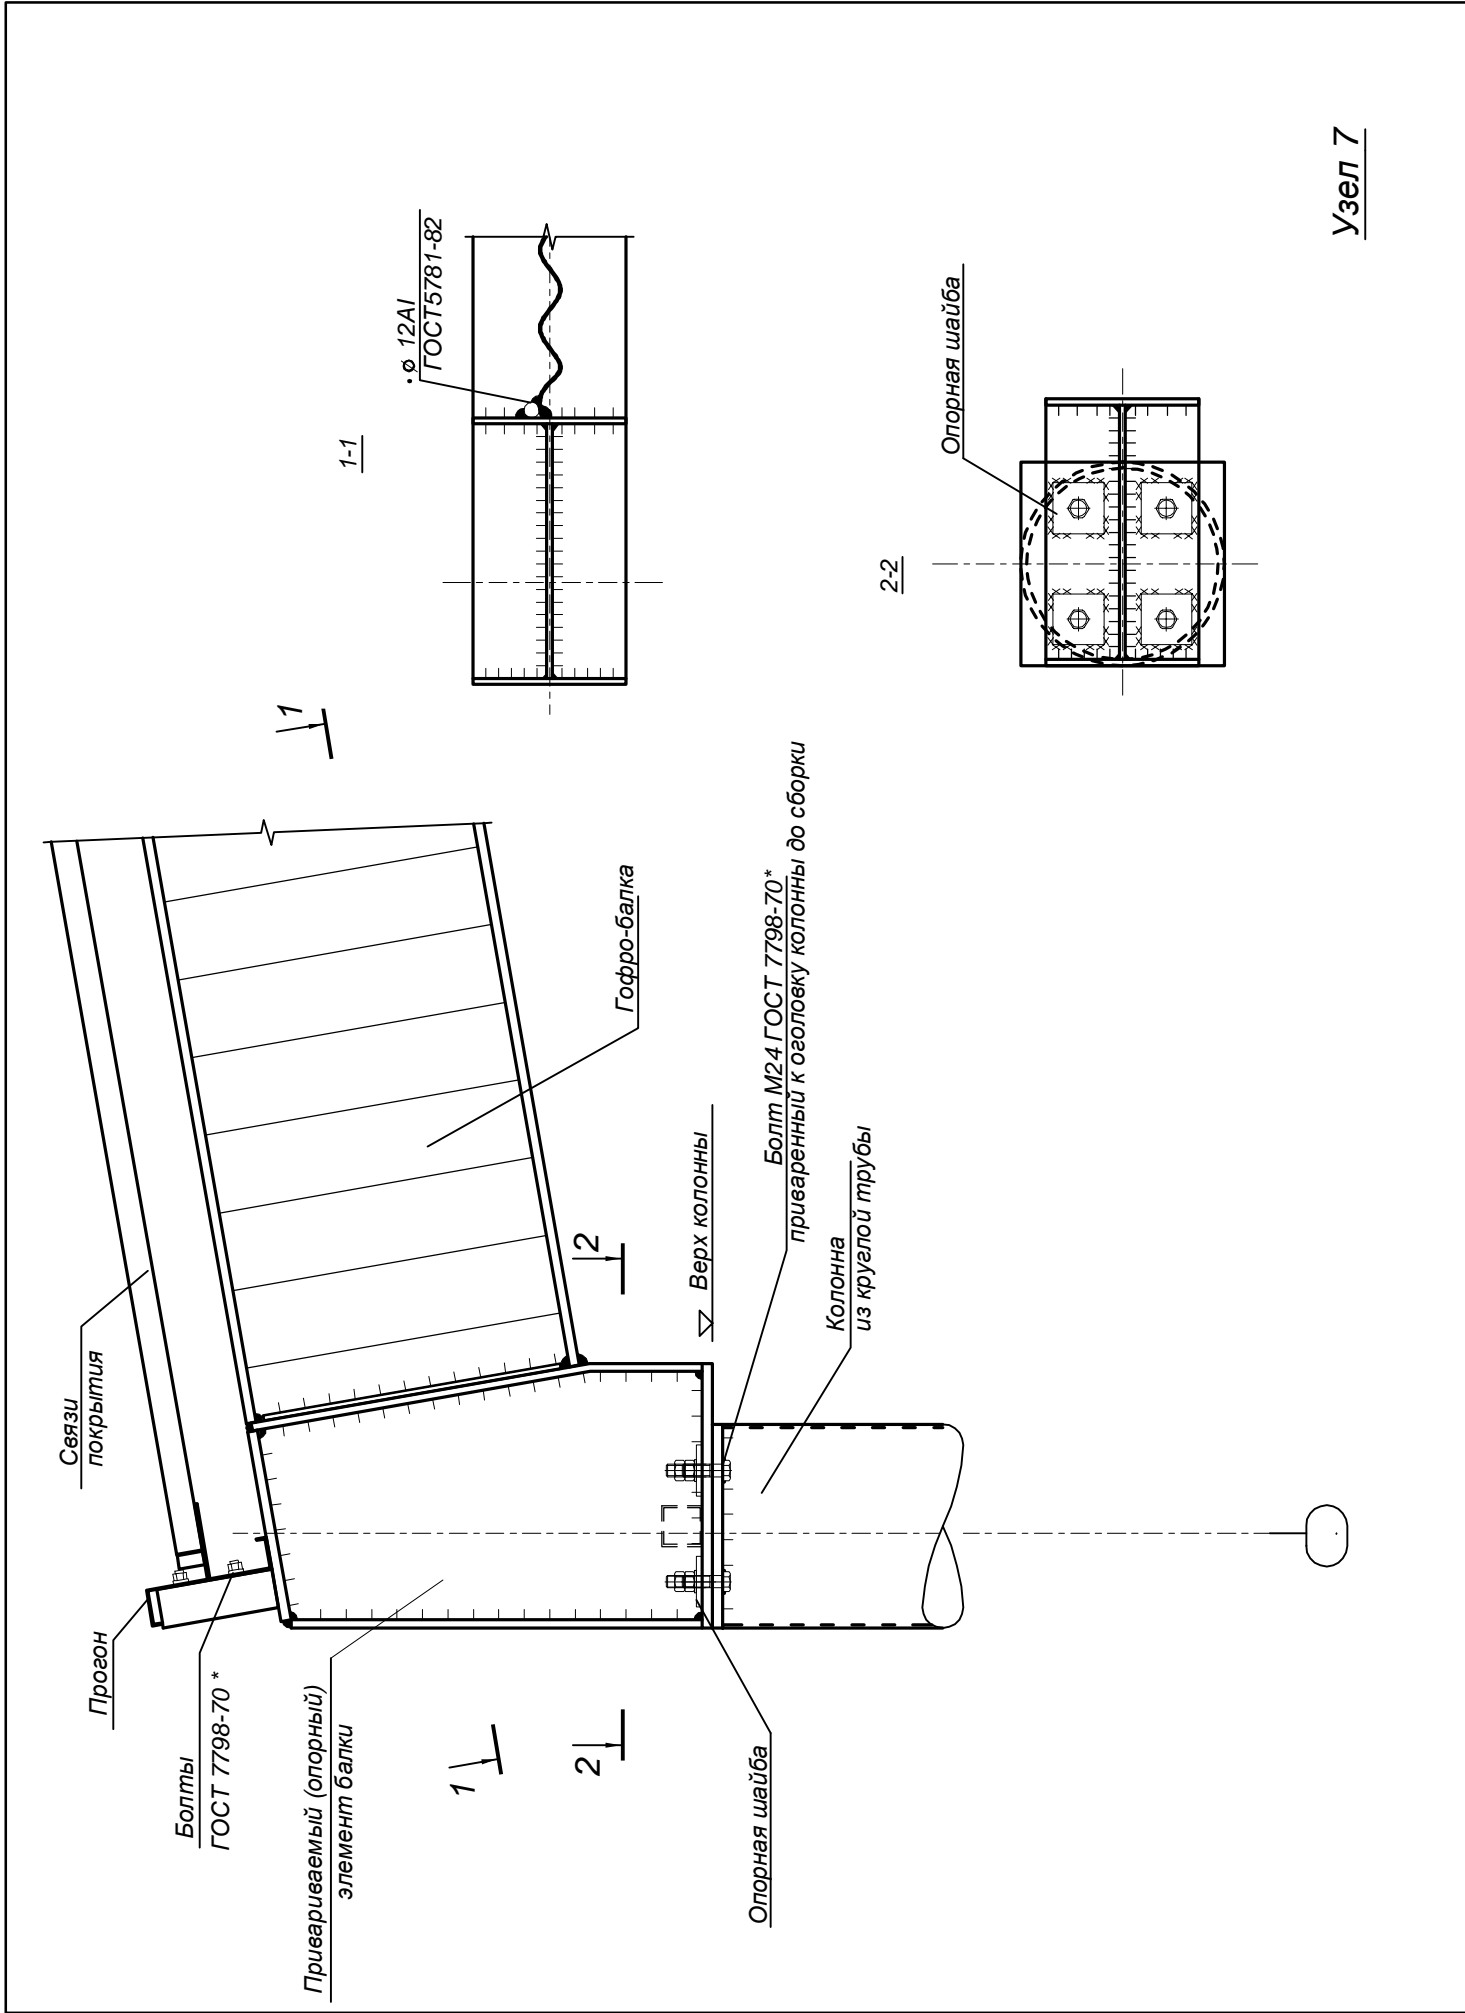 Прогон
Болты
ГОСТ 7798-70 *
Привариваемый (опорный)
элемент балки
Связи
покрытия
Гофро-балка
1
1
2
2
Верх колонны
Болт М24 ГОСТ 7798-70*
приваренный к оголовку колонны до сборки
Колонна
из круглой трубы
Опорная шайба
1-1
ø 12АI
ГОСТ5781-82
2-2
Опорная шайба
Узел 7